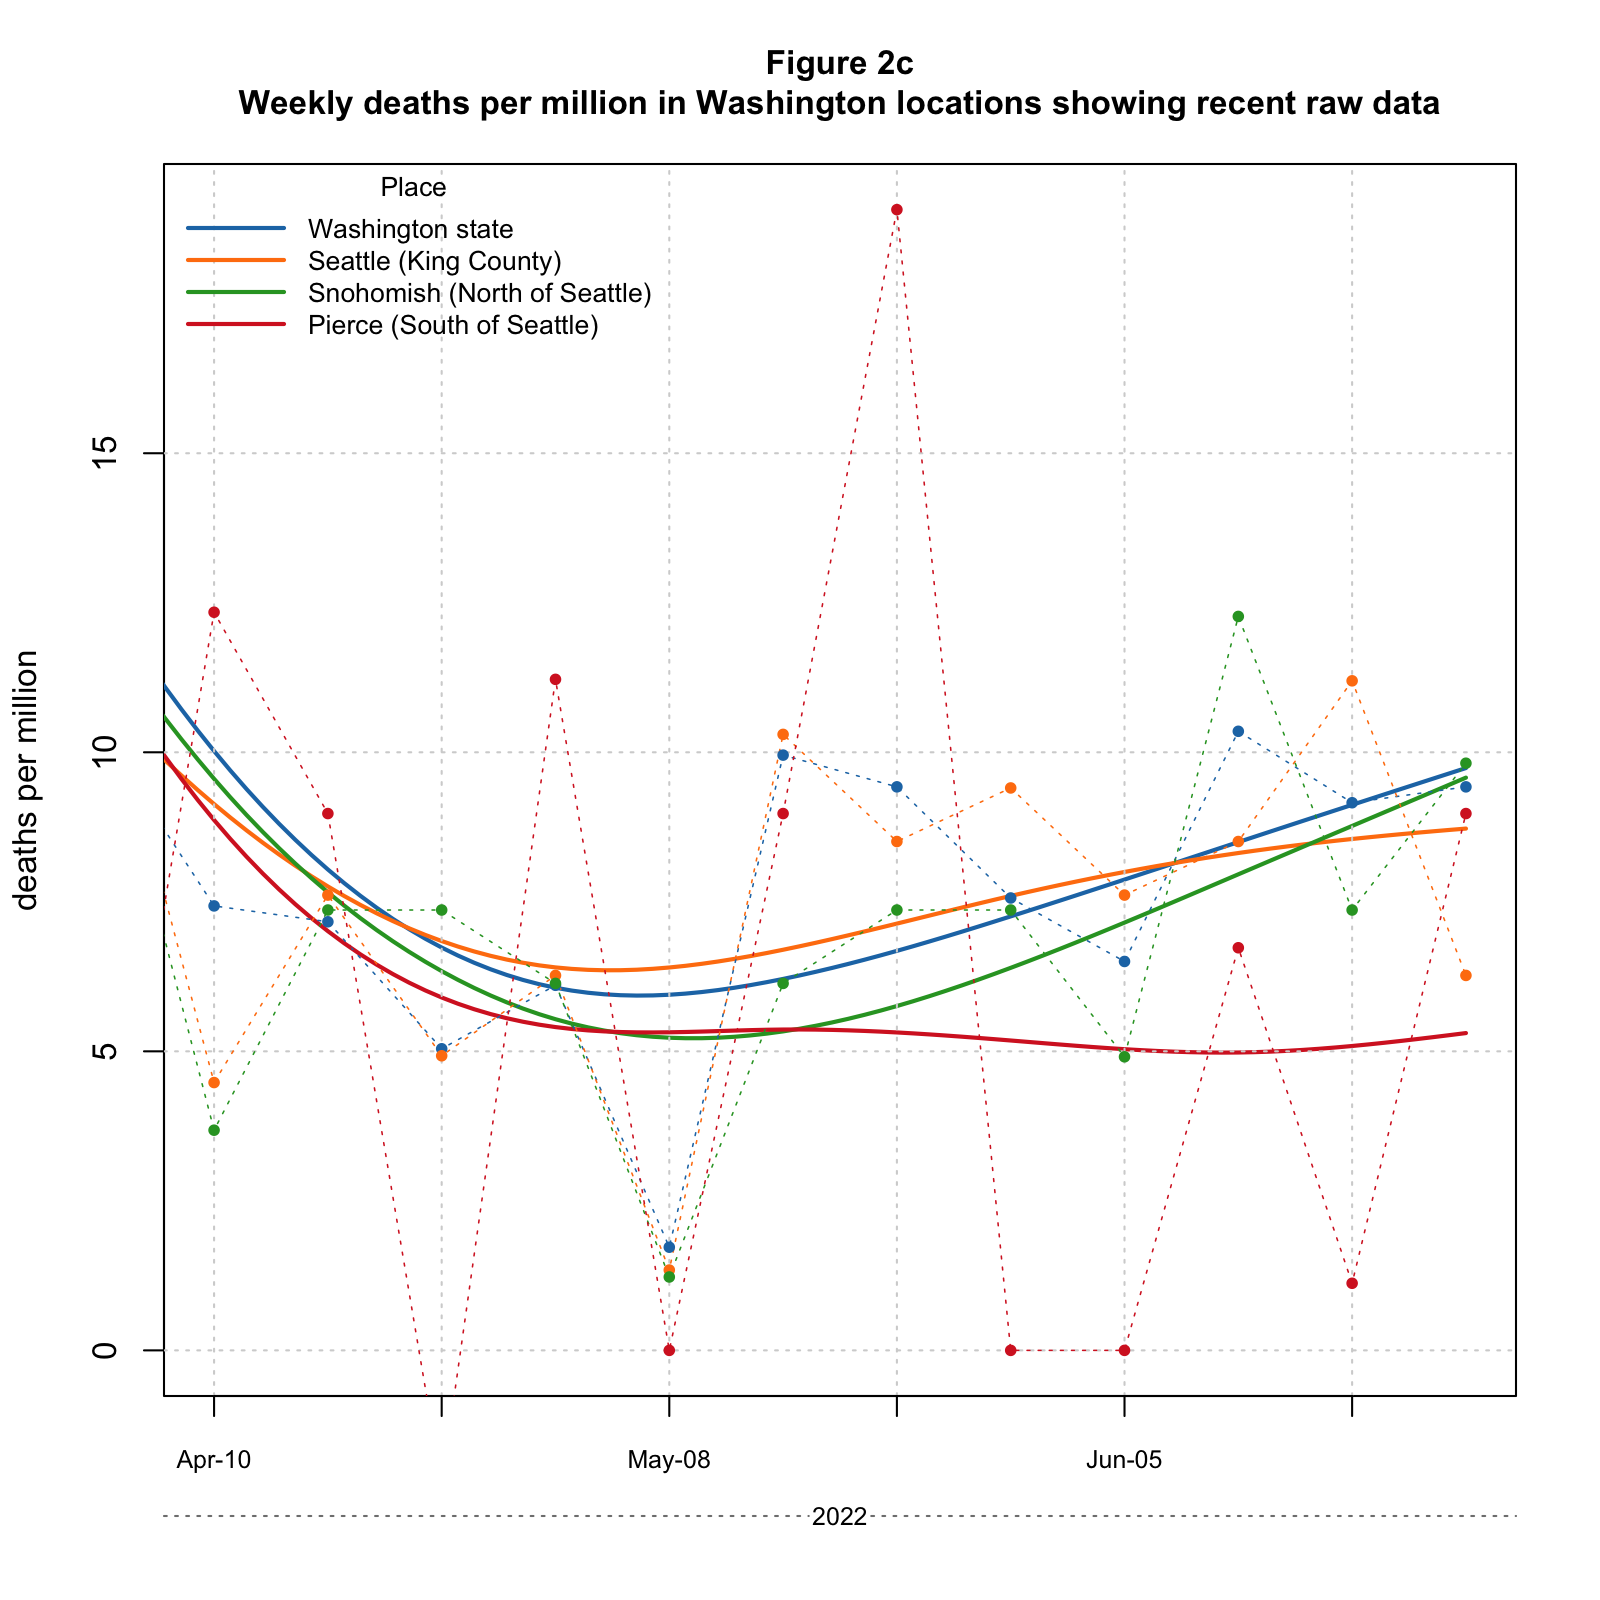 Figure 2c
Weekly deaths per million in Washington locations showing recent raw data
Place
Washington state
Seattle (King County)
Snohomish (North of Seattle)
Pierce (South of Seattle)
deaths per million
15
10
5
0
Apr-10
May-08
Jun-05
2022